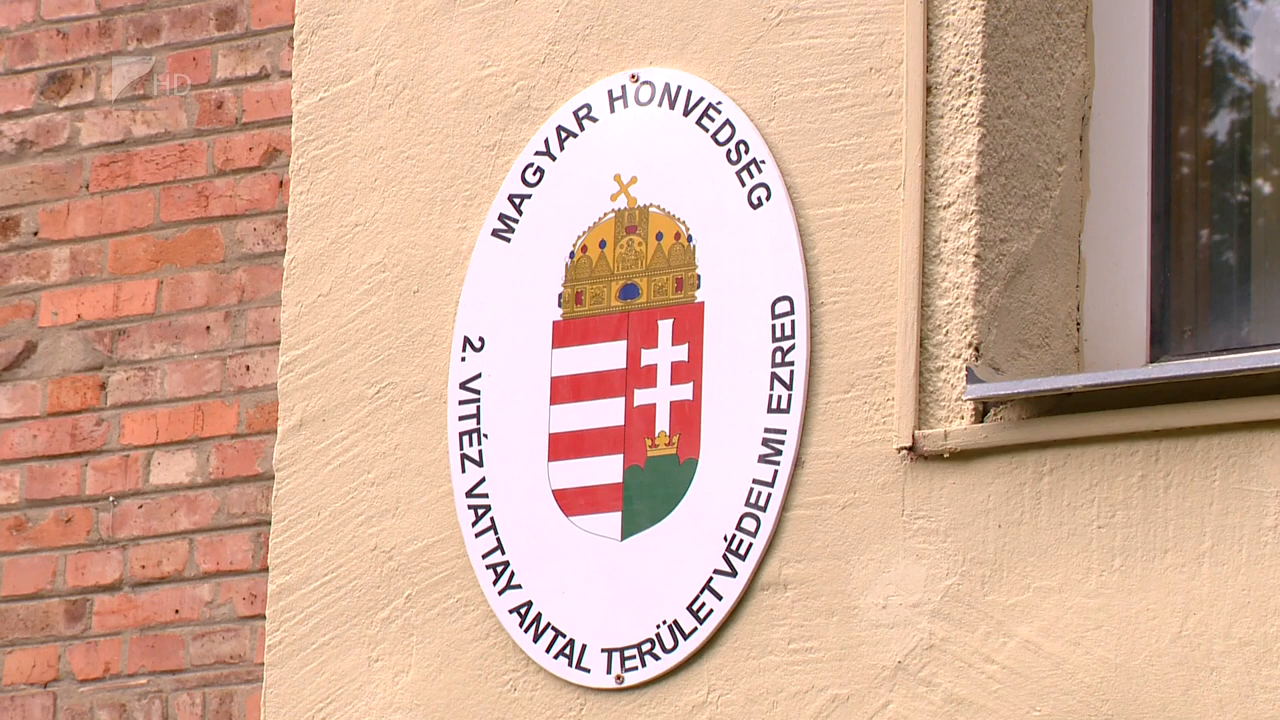 HD
MAGYAR HONVÉDSÉG
2. VITÉZ VATTAY ANTAL TERÜLETVÉDELMI EZRED